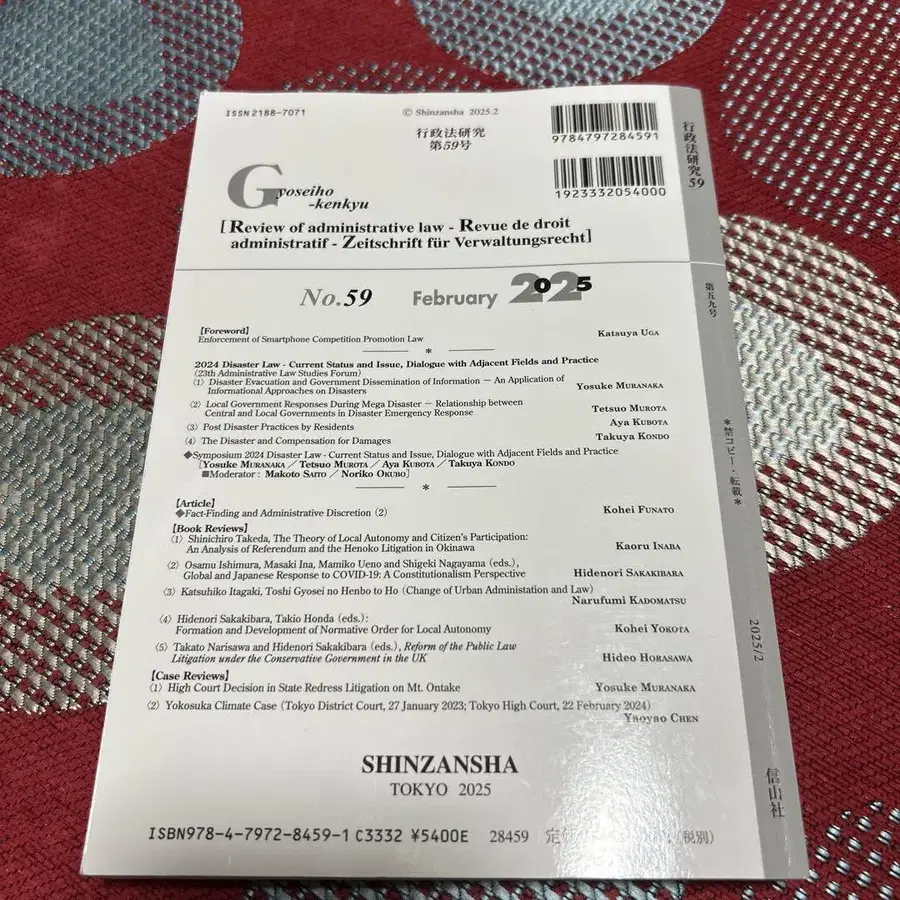 ISSN 2188-7071
© Shinzansha 2025.2
行政法研究
第59号
9784797284591
1923332054000
Gyoseiho
-kenkyu
[Review of administrative law - Revue de droit
administratif - Zeitschrift für Verwaltungsrecht]
No.59 February 2025
【Foreword】
Enforcement of Smartphone Competition Promotion Law Katsuya UGA
*
2024 Disaster Law - Current Status and Issue, Dialogue with Adjacent Fields and Practice
(23th Administrative Law Studies Forum)
(1) Disaster Evacuation and Government Dissemination of Information — An Application of
Informational Approaches on Disasters Yosuke MURANAKA
(2) Local Government Responses During Mega Disaster — Relationship between
Central and Local Governments in Disaster Emergency Response Tetsuo MUROTA
(3) Post Disaster Practices by Residents Aya KUBOTA
(4) The Disaster and Compensation for Damages Takuya KONDO
◆Symposium 2024 Disaster Law - Current Status and Issue, Dialogue with Adjacent Fields and Practice
[Yosuke MURANAKA / Tetsuo MUROTA / Aya KUBOTA / Takuya KONDO
■Moderator : Makoto SAITO / Noriko OKUBO]
*
【Article】
◆Fact-Finding and Administrative Discretion (2) Kohei FUNATO
【Book Reviews】
(1) Shinichiro Takeda, The Theory of Local Autonomy and Citizen's Participation:
An Analysis of Referendum and the Henoko Litigation in Okinawa Kaoru INABA
(2) Osamu Ishimura, Masaki Ina, Mamiko Ueno and Shigeki Nagayama (eds.),
Global and Japanese Response to COVID-19: A Constitutionalism Perspective Hidenori SAKAKIBARA
(3) Katsuhiko Itagaki, Toshi Gyosei no Henbo to Ho (Change of Urban Administation and Law)
Narufumi KADOMATSU
(4) Hidenori Sakakibara, Takio Honda (eds.):
Formation and Development of Normative Order for Local Autonomy Kohei YOKOTA
(5) Takato Narisawa and Hidenori Sakakibara (eds.), Reform of the Public Law
Litigation under the Conservative Government in the UK Hideo HORASAWA
【Case Reviews】
(1) High Court Decision in State Redress Litigation on Mt. Ontake Yosuke MURANAKA
(2) Yokosuka Climate Case (Tokyo District Court, 27 January 2023; Tokyo High Court, 22 February 2024)
Yaoyao CHEN
SHINZANSHA
TOKYO 2025
ISBN978-4-7972-8459-1 C3332 ¥5400E 28459 定 (税別)
行政法研究 59
第五九号
*禁コピー・転載*
2025/2
信山社